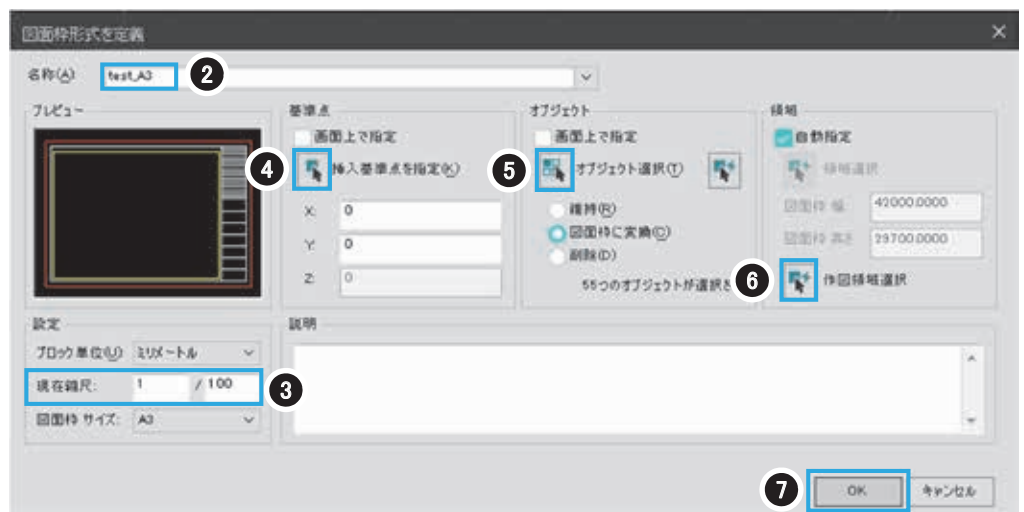 図面枠形式を定義
名称(A) test_A3 2
プレビュー
基準点
画面上で指定
4 挿入基準点を指定(K)
X: 0
Y: 0
Z: 0
オブジェクト
画面上で指定
5 オブジェクト選択(T)
維持(R)
図面枠に変換(C)
削除(D)
55つのオブジェクトが選択さ
領域
自動指定
領域選択
図面枠 幅: 42000.0000
図面枠 高さ 29700.0000
6 作図領域選択
設定
ブロック単位(U) ミリメートル
現在縮尺: 1 / 100 3
図面枠 サイズ: A3
説明
7 OK キャンセル